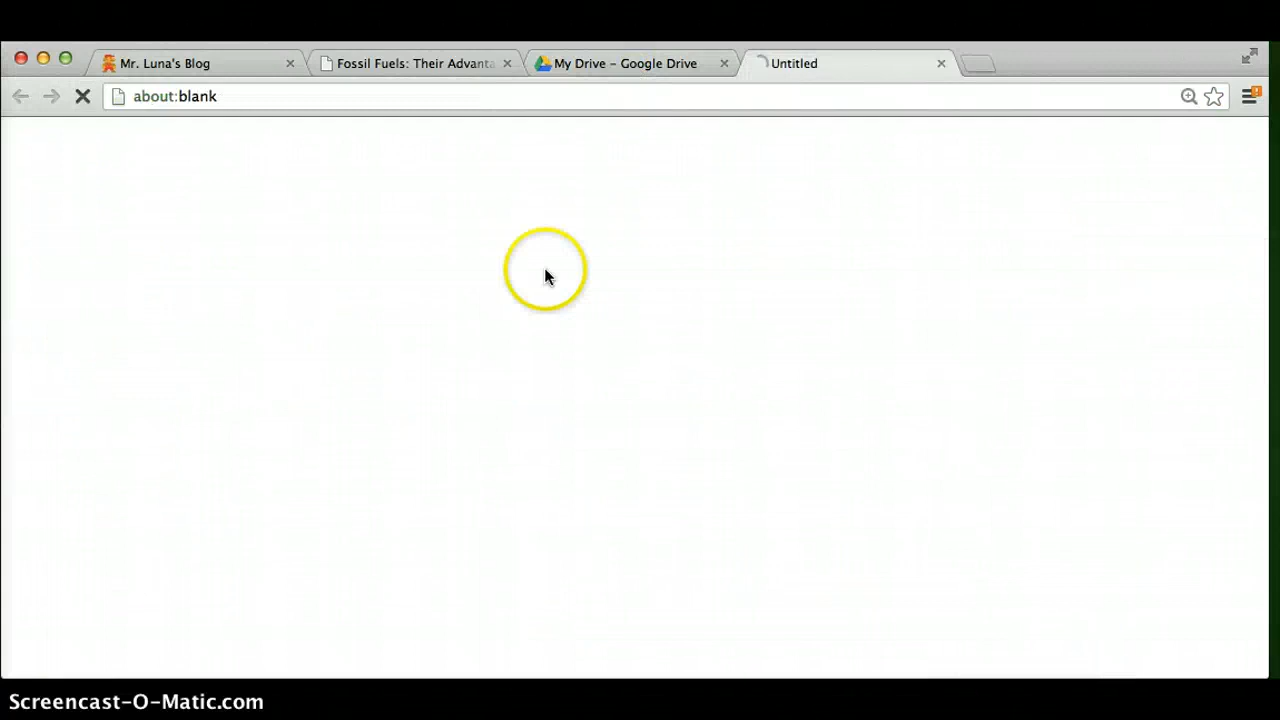 Mr. Luna's Blog
Fossil Fuels: Their Advanta
My Drive – Google Drive
Untitled
about:blank
Screencast-O-Matic.com